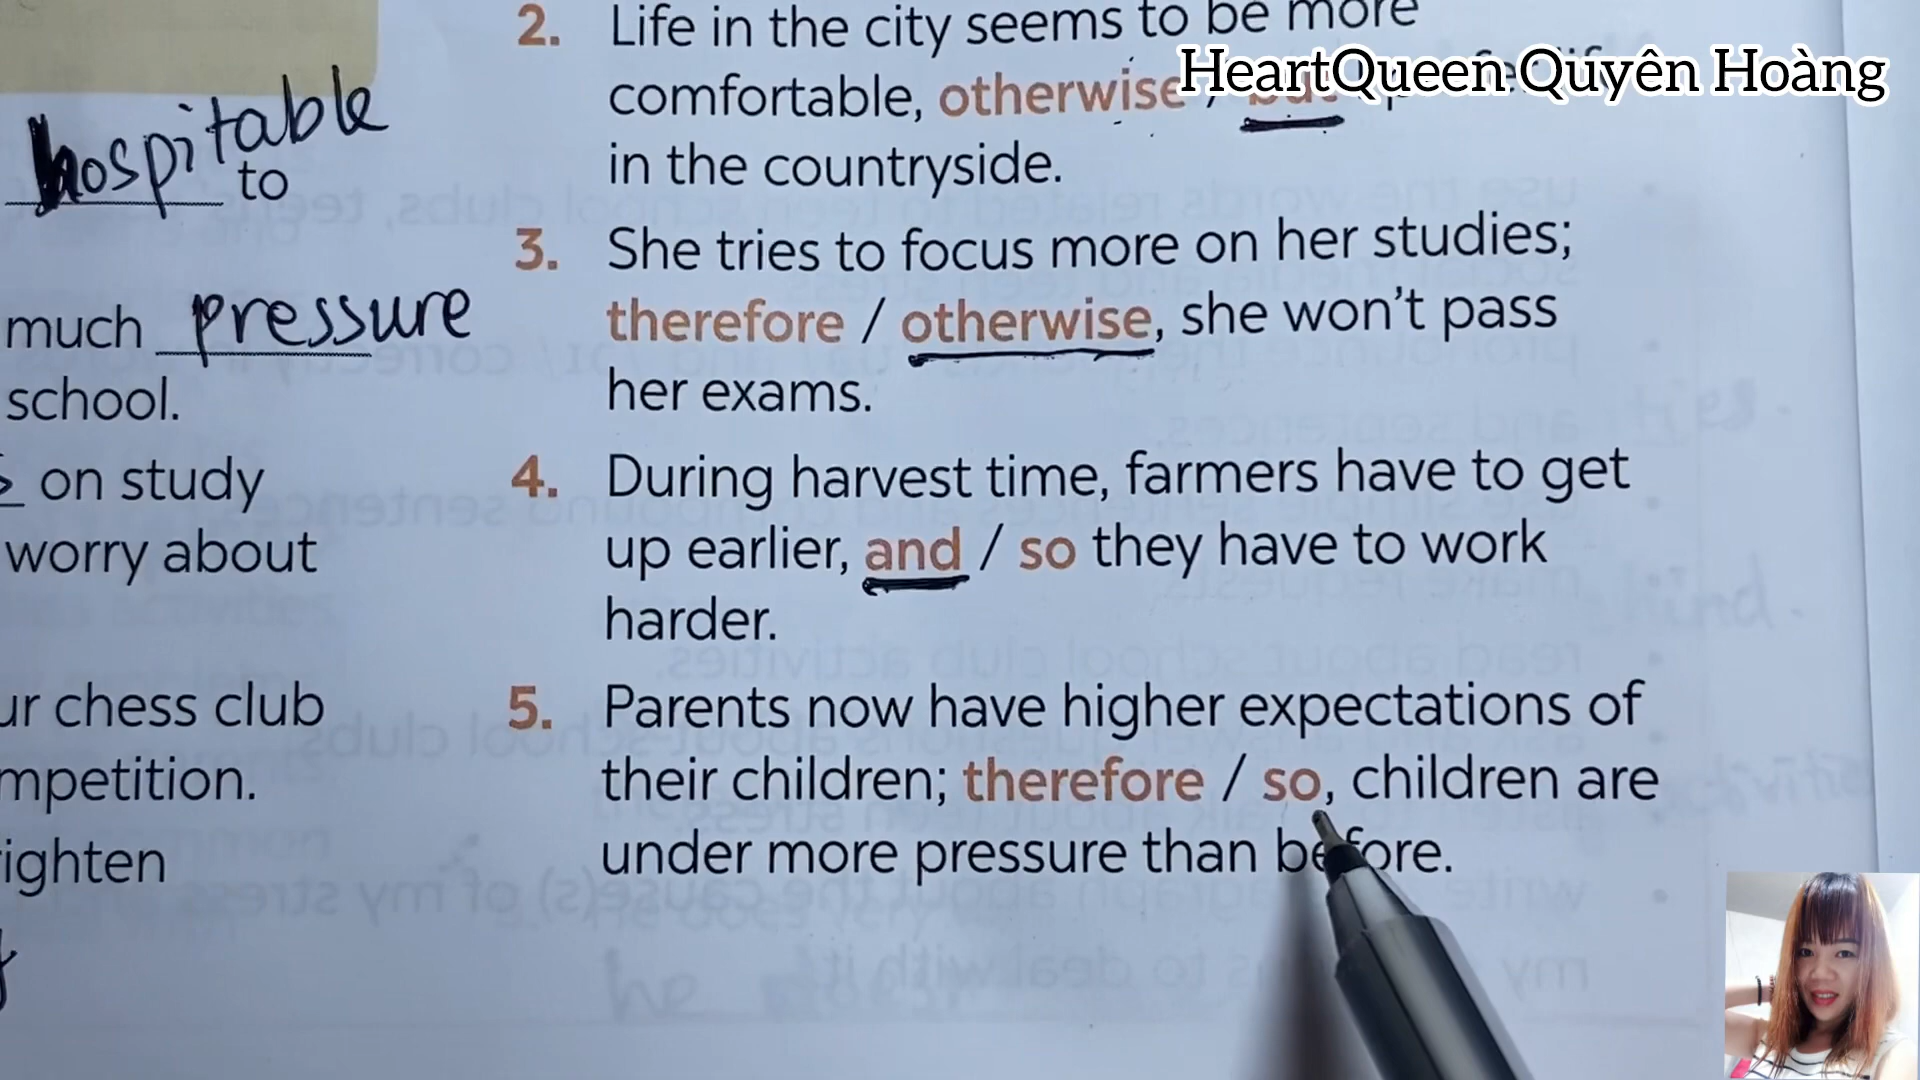 HeartQueen Quyên Hoàng
hospitable to
much pressure
school.
on study
worry about
chess club
ighten
2. Life in the city seems to be more
comfortable, otherwise / but
in the countryside.
3. She tries to focus more on her studies;
therefore / otherwise, she won't pass
her exams.
4. During harvest time, farmers have to get
up earlier, and / so they have to work
harder.
5. Parents now have higher expectations of
their children; therefore / so, children are
under more pressure than before.